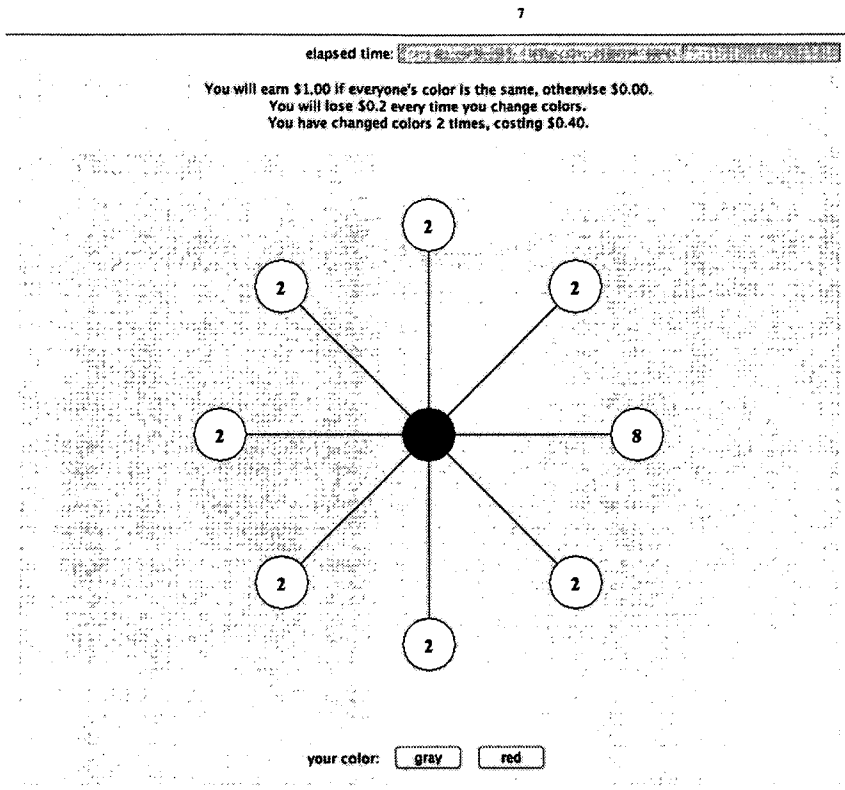 7
elapsed time:
You will earn $1.00 if everyone's color is the same, otherwise $0.00.
You will lose $0.2 every time you change colors.
You have changed colors 2 times, costing $0.40.
2
2 2
2 8
2 2
2
your color: gray red